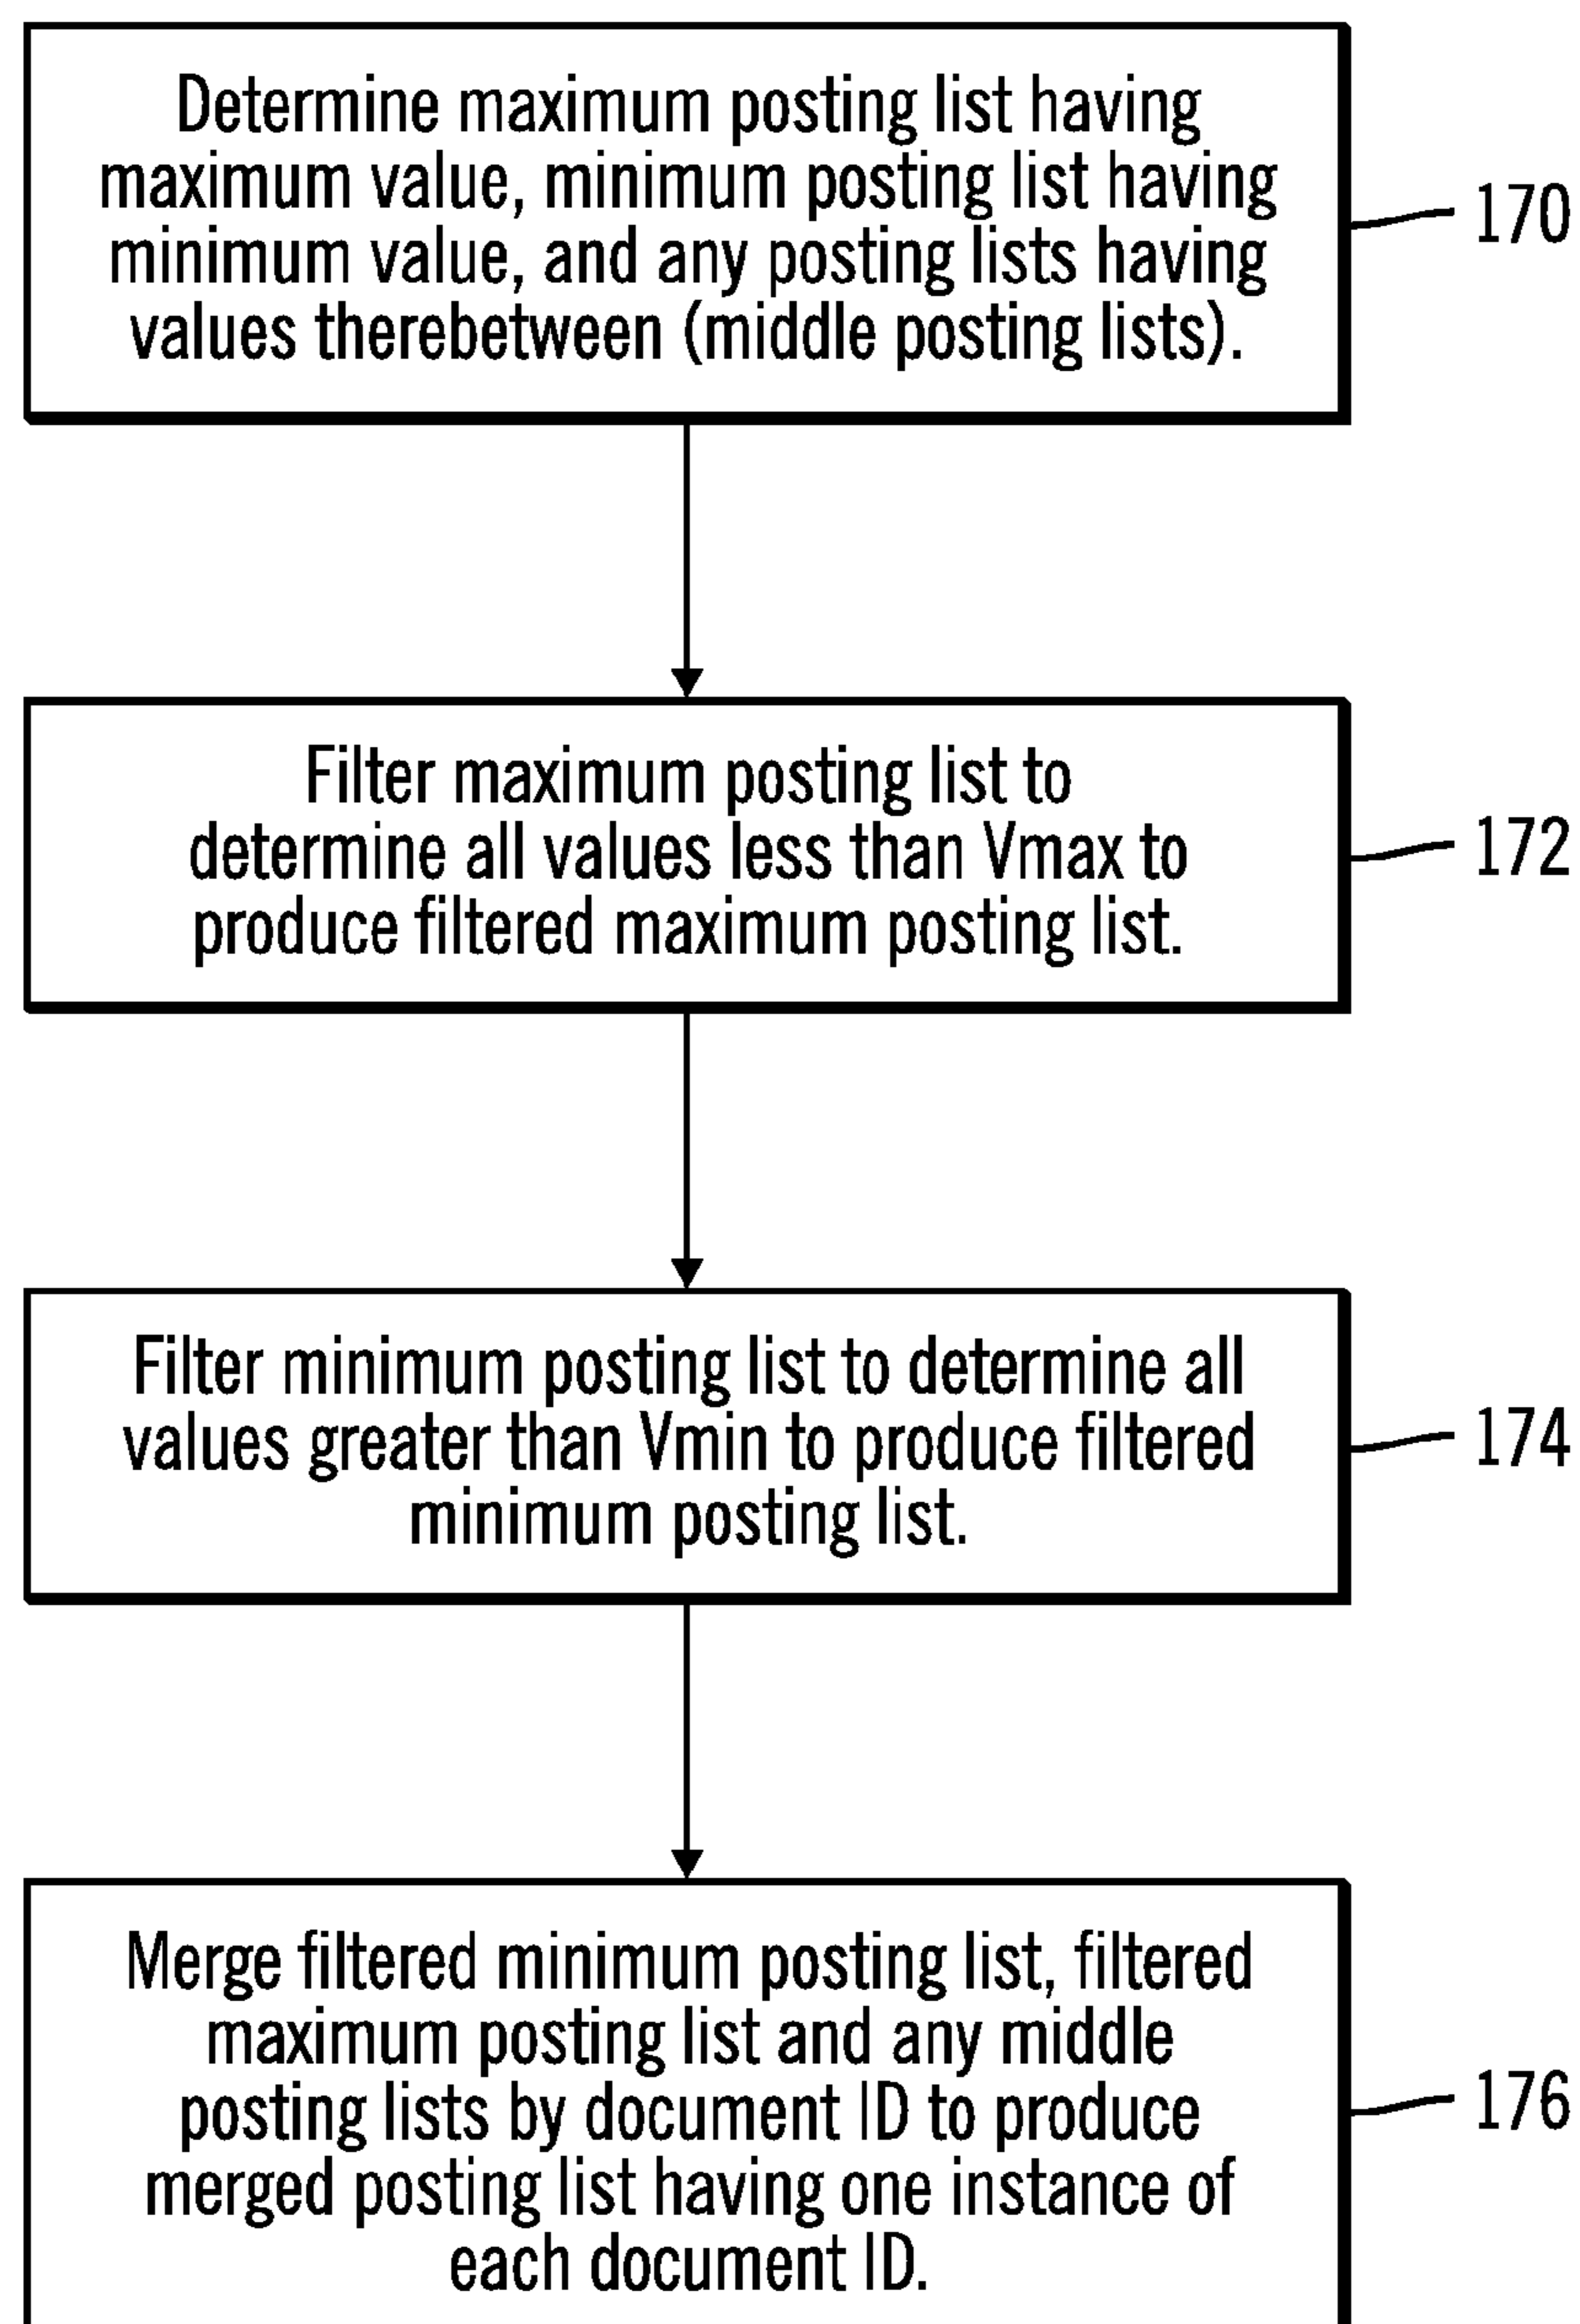 Determine maximum posting list having
maximum value, minimum posting list having
minimum value, and any posting lists having
values therebetween (middle posting lists).
170
Filter maximum posting list to
determine all values less than Vmax to
produce filtered maximum posting list.
172
Filter minimum posting list to determine all
values greater than Vmin to produce filtered
minimum posting list.
174
Merge filtered minimum posting list, filtered
maximum posting list and any middle
posting lists by document ID to produce
merged posting list having one instance of
each document ID.
176